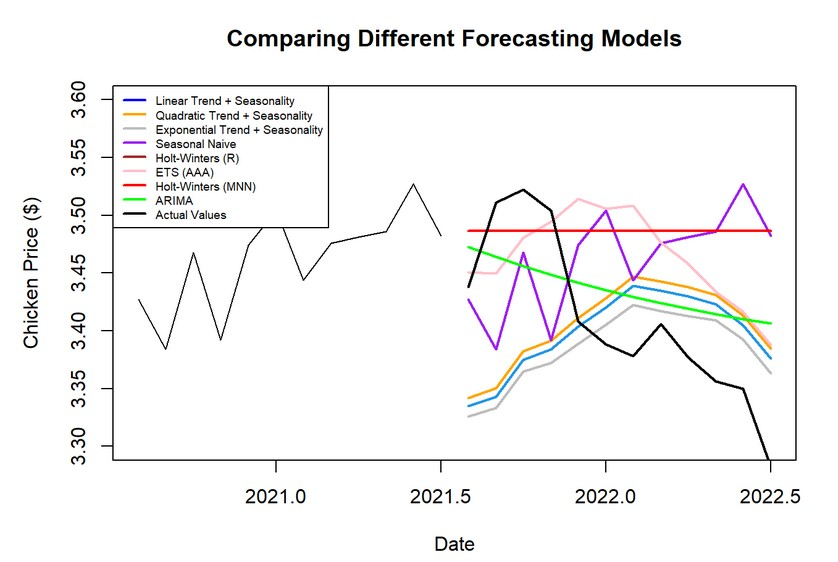 Comparing Different Forecasting Models
Linear Trend + Seasonality
Quadratic Trend + Seasonality
Exponential Trend + Seasonality
Seasonal Naive
Holt-Winters (R)
ETS (AAA)
Holt-Winters (MNN)
ARIMA
Actual Values
Chicken Price ($)
3.60
3.55
3.50
3.45
3.40
3.35
3.30
2021.0
2021.5
2022.0
2022.5
Date